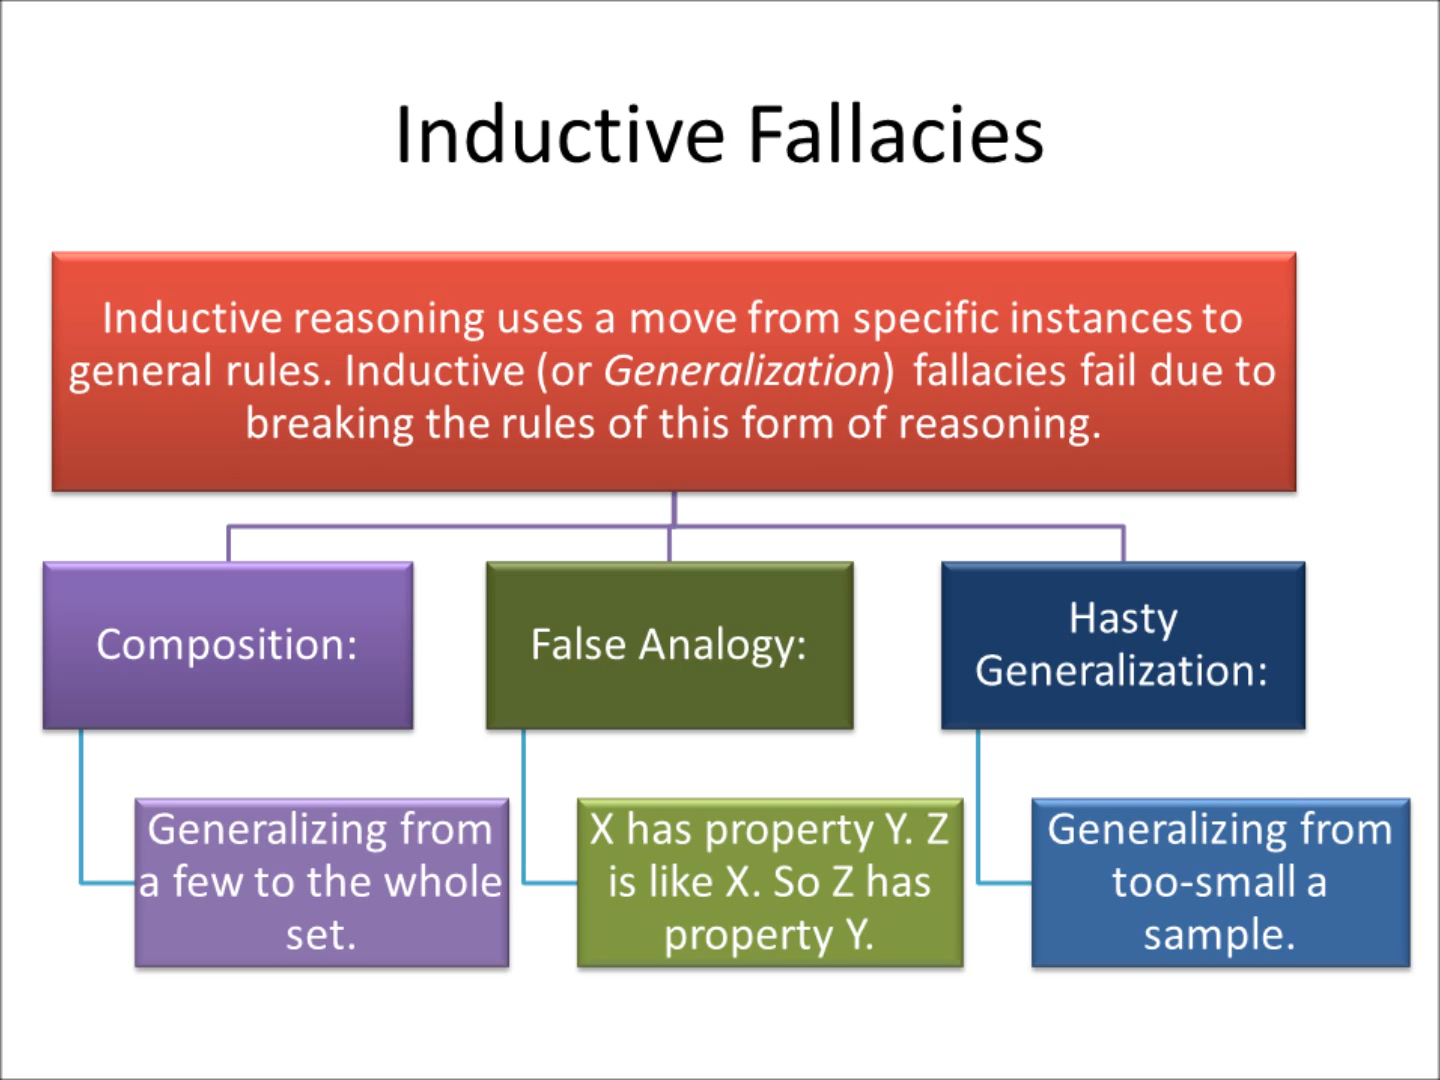 Inductive Fallacies
Inductive reasoning uses a move from specific instances to
general rules. Inductive (or Generalization) fallacies fail due to
breaking the rules of this form of reasoning.
Composition:
Generalizing from
a few to the whole
set.
False Analogy:
X has property Y. Z
is like X. So Z has
property Y.
Hasty
Generalization:
Generalizing from
too-small a
sample.